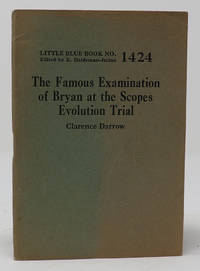 LITTLE BLUE BOOK NO. 1424
Edited by E. Haldeman-Julius
The Famous Examination
of Bryan at the Scopes
Evolution Trial
Clarence Darrow